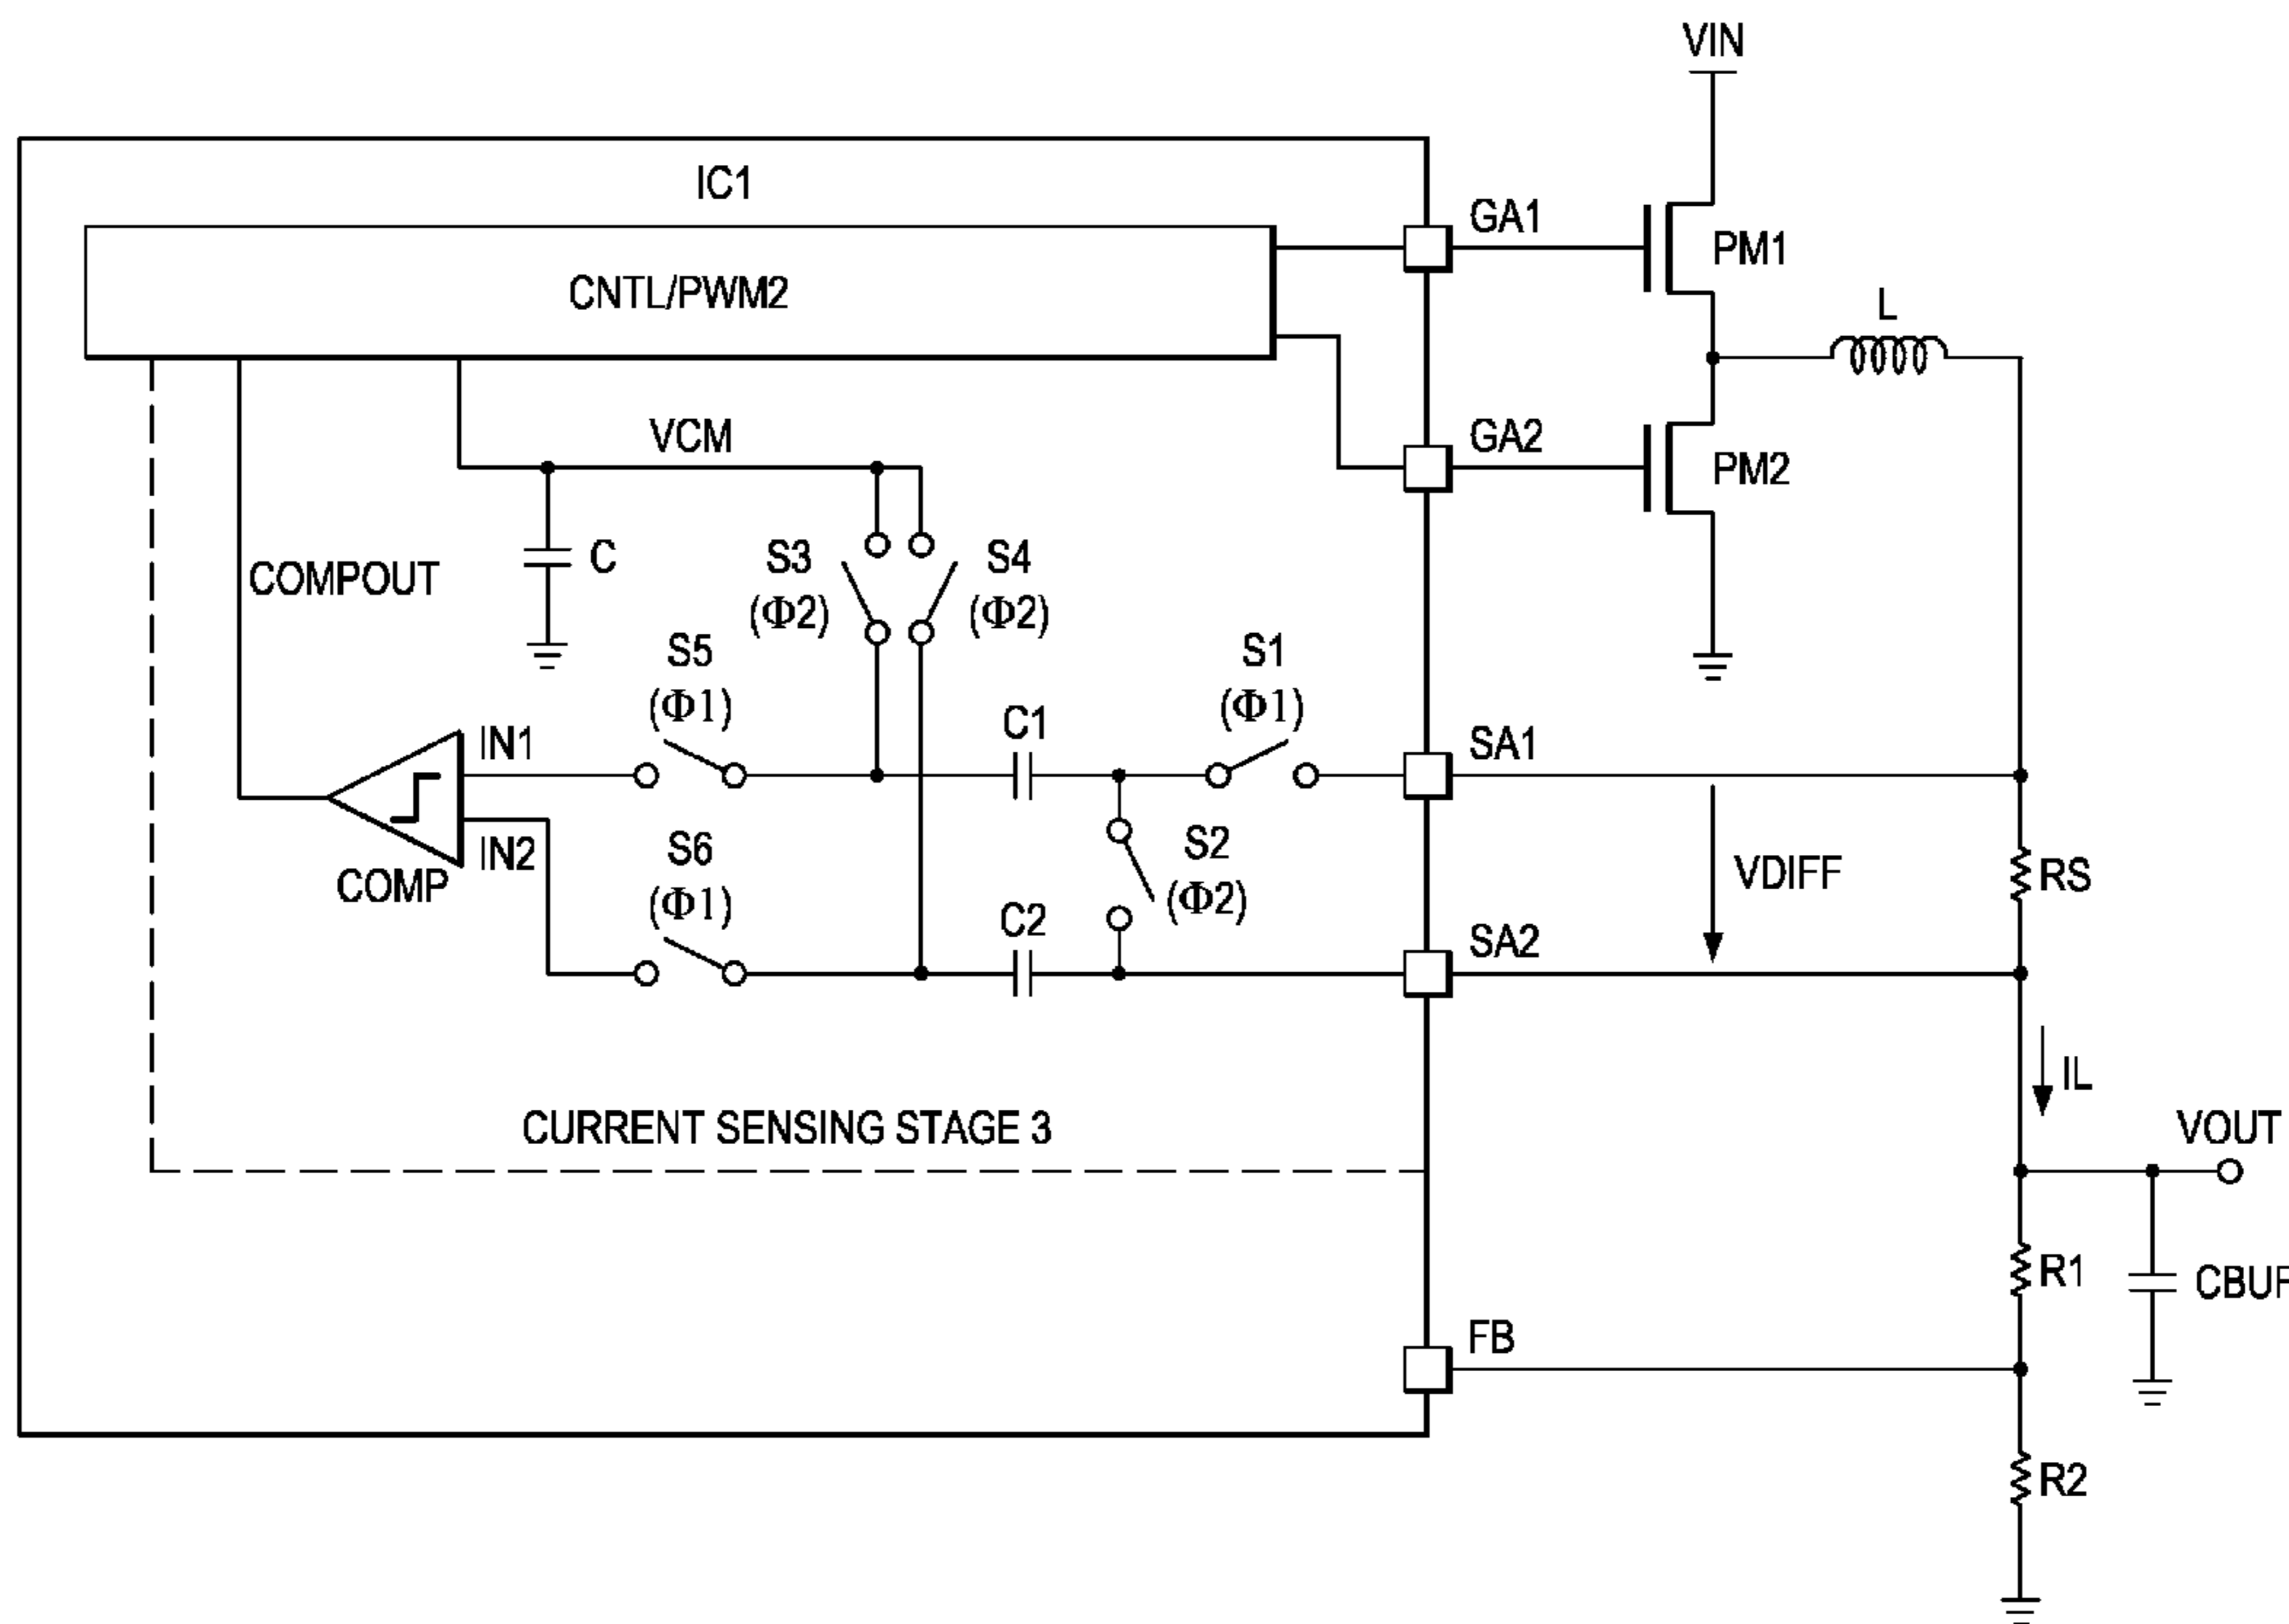 VIN
IC1
GA1
PM1
CNTL/PWM2
L
VCM
GA2
PM2
S3
(Φ2)
S4
(Φ2)
C
COMPOUT
S5
(Φ1)
S1
(Φ1)
C1
IN1
SA1
IN2
COMP
S6
(Φ1)
S2
(Φ2)
VDIFF
RS
C2
SA2
IL
CURRENT SENSING STAGE 3
VOUT
R1
CBUF
FB
R2